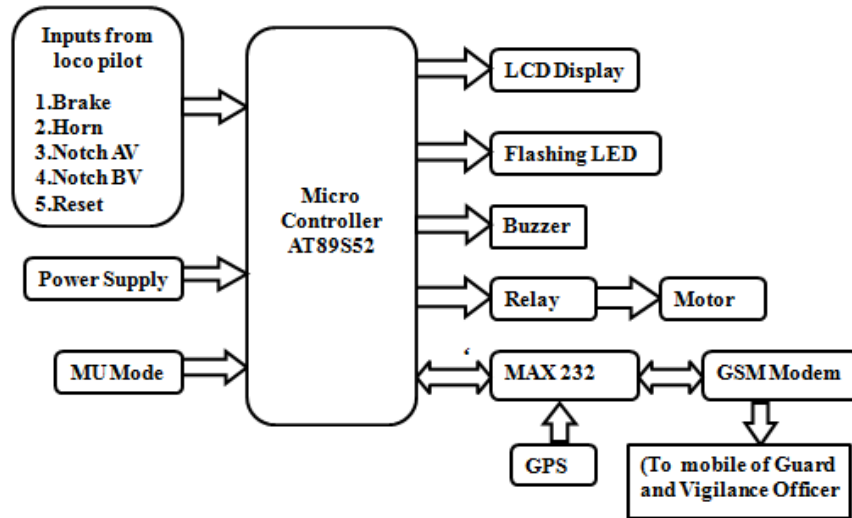 Inputs from
loco pilot
1.Brake
2.Horn
3.Notch AV
4.Notch BV
5.Reset
Power Supply
MU Mode
Micro
Controller
AT89S52
LCD Display
Flashing LED
Buzzer
Relay
Motor
MAX 232
GSM Modem
GPS
(To mobile of Guard
and Vigilance Officer